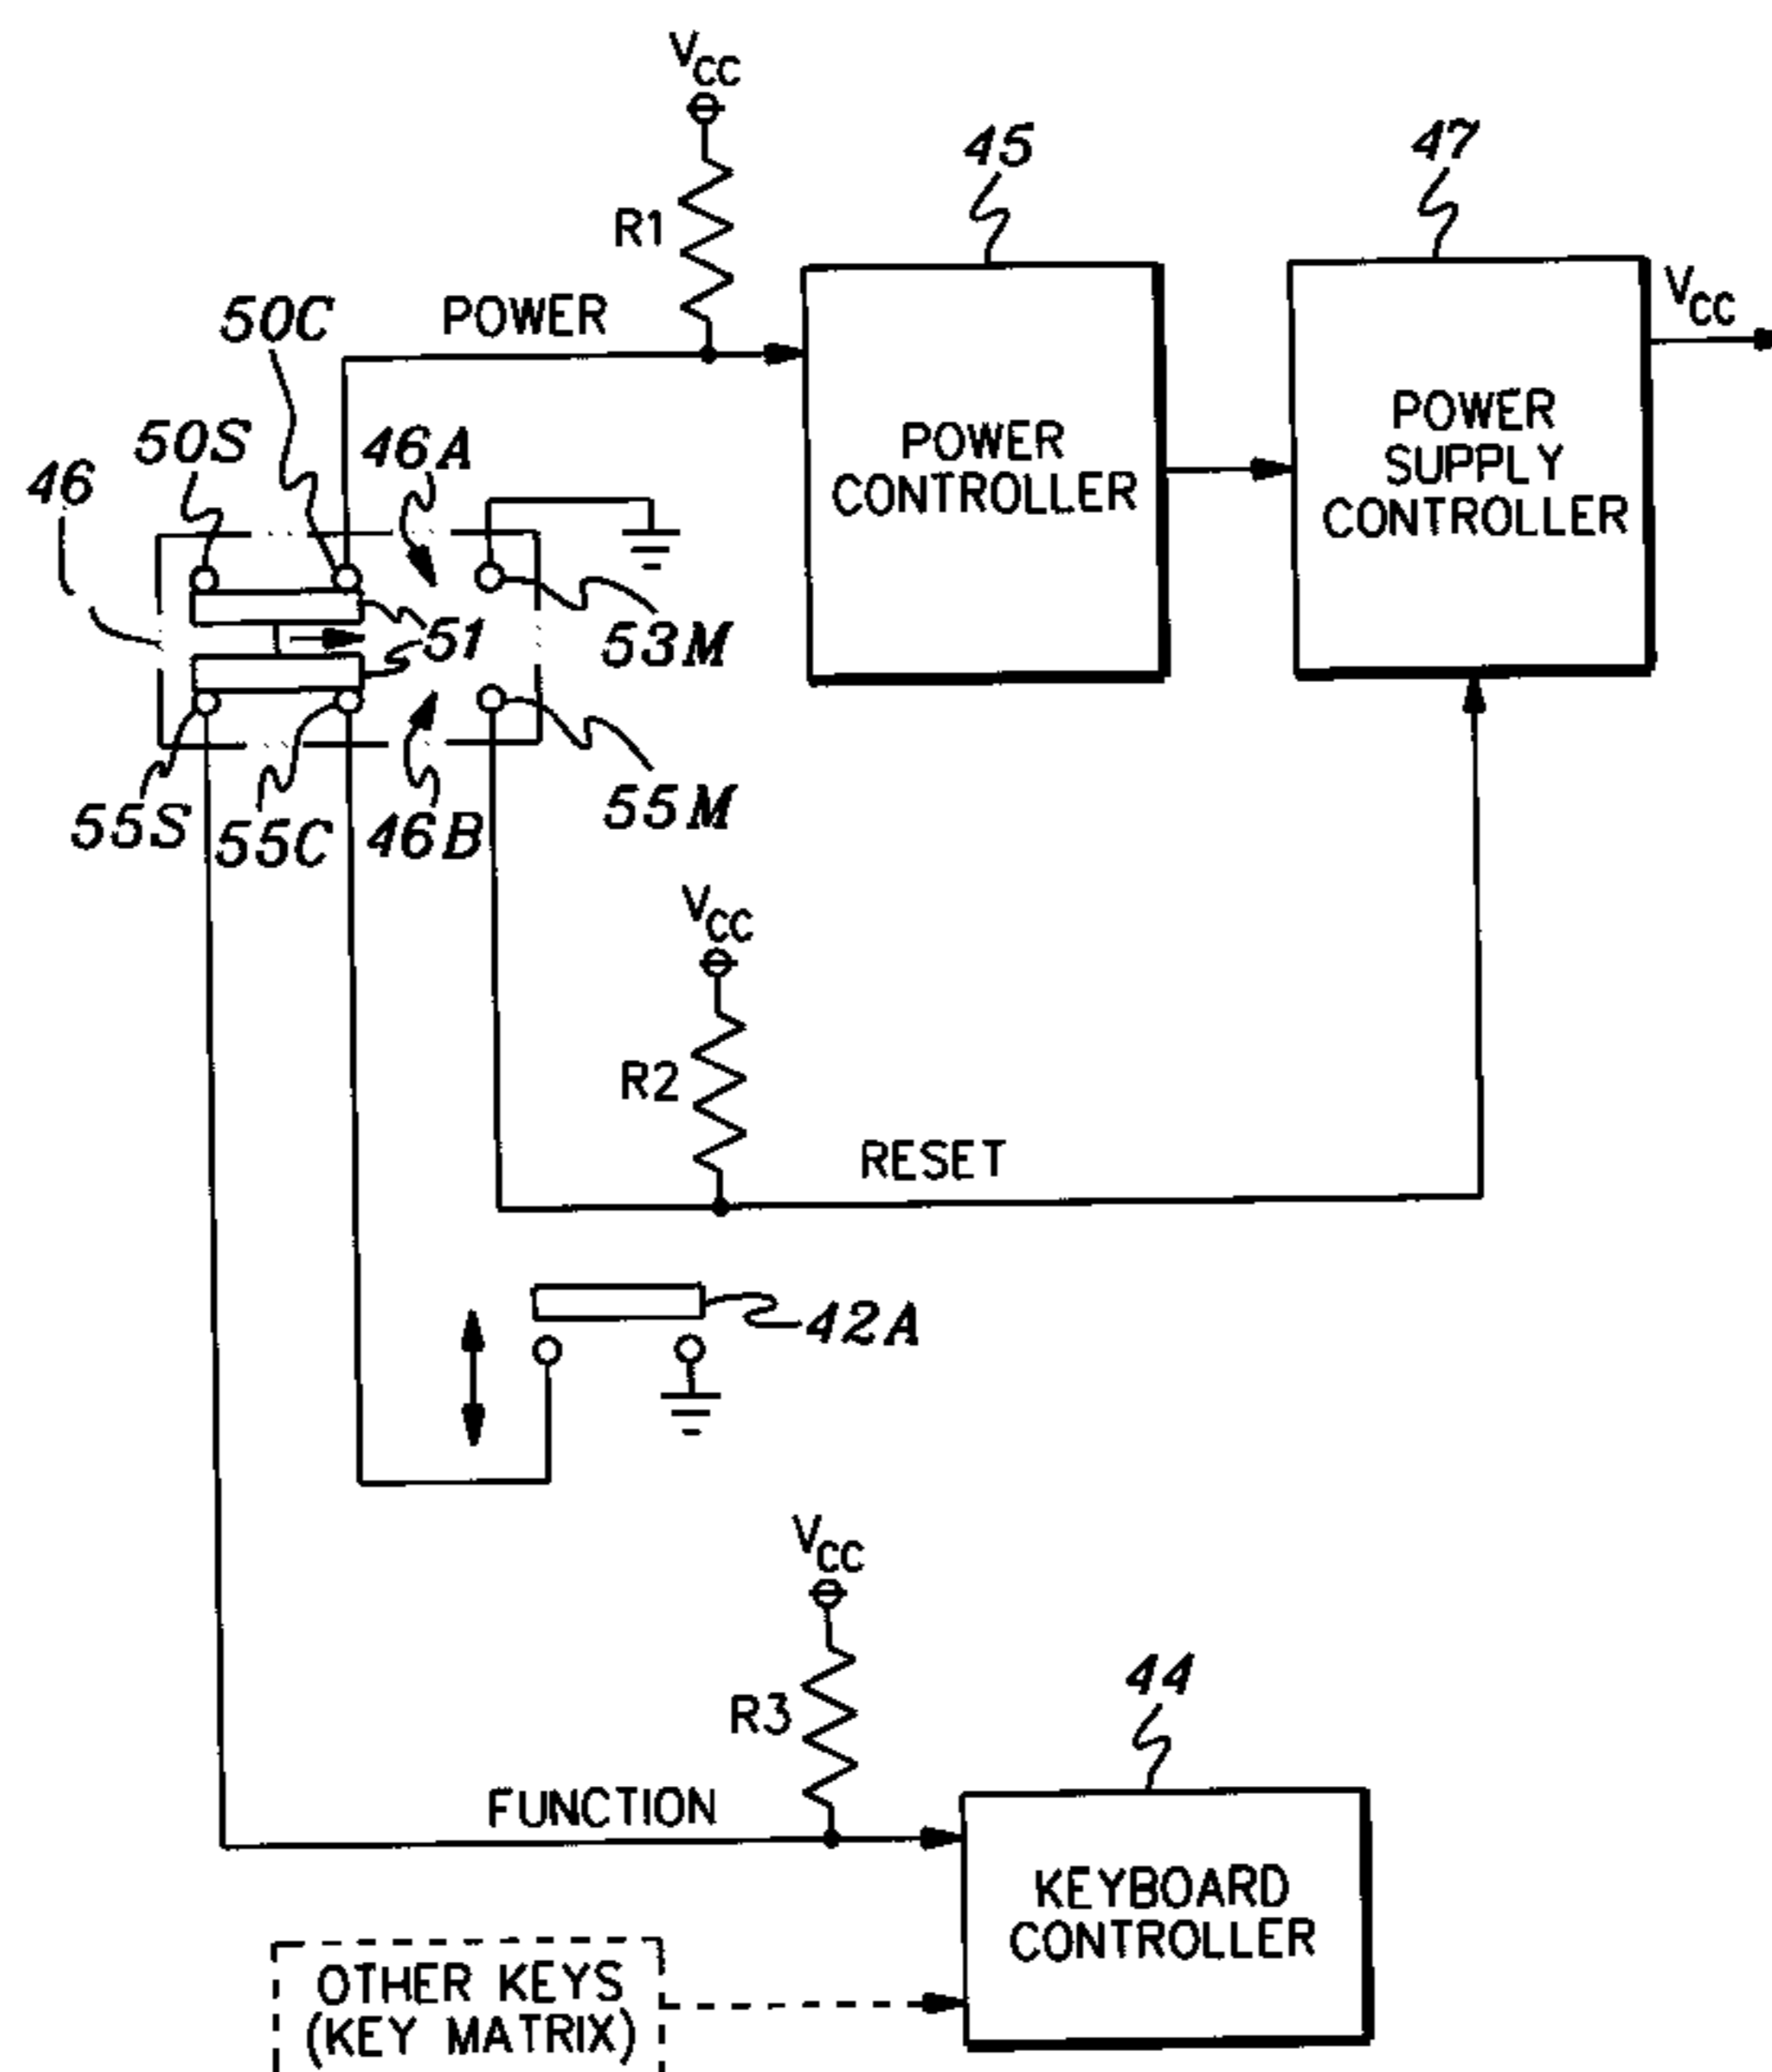 VCC
45
47
R1
VCC
50C
POWER
50S
46A
46
POWER
CONTROLLER
POWER
SUPPLY
CONTROLLER
51
53M
55M
55S
55C
46B
VCC
R2
RESET
42A
VCC
R3
44
FUNCTION
KEYBOARD
CONTROLLER
OTHER KEYS
(KEY MATRIX)